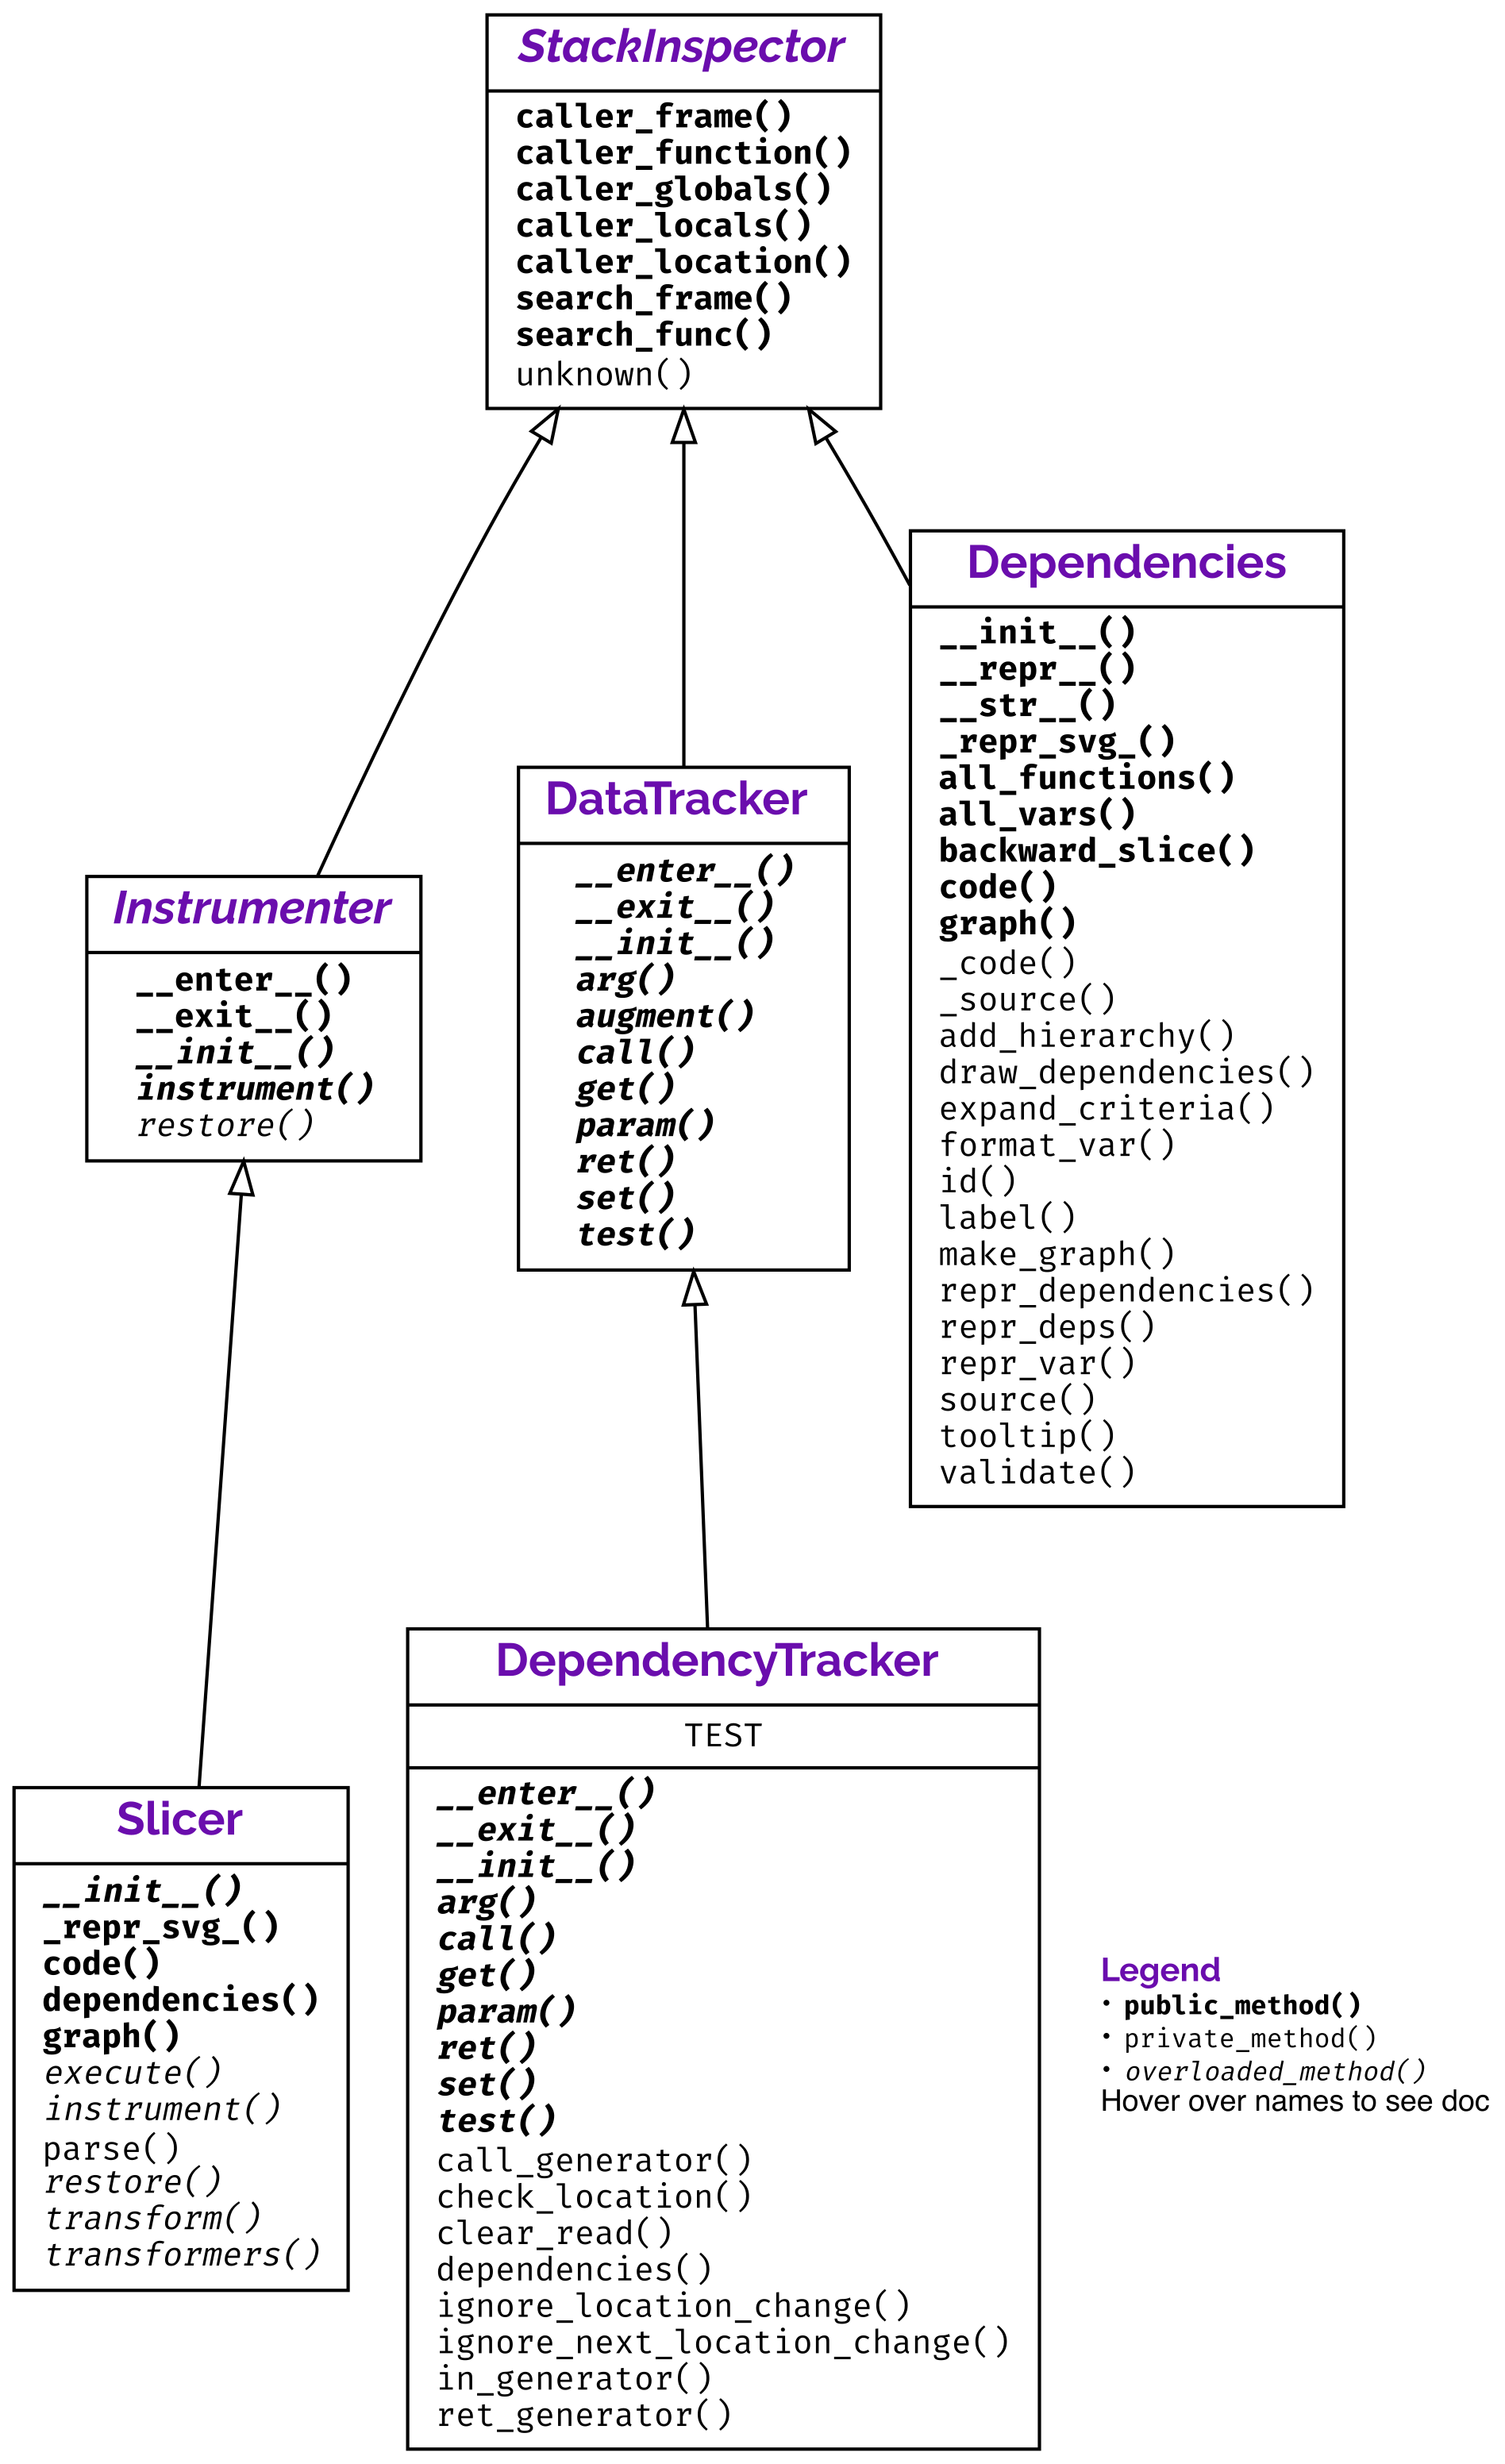 StackInspector
caller_frame()
caller_function()
caller_globals()
caller_locals()
caller_location()
search_frame()
search_func()
unknown()
Dependencies
__init__()
__repr__()
__str__()
_repr_svg_()
all_functions()
all_vars()
backward_slice()
code()
graph()
_code()
_source()
add_hierarchy()
draw_dependencies()
expand_criteria()
format_var()
id()
label()
make_graph()
repr_dependencies()
repr_deps()
repr_var()
source()
tooltip()
validate()
DataTracker
__enter__()
__exit__()
__init__()
arg()
augment()
call()
get()
param()
ret()
set()
test()
Instrumenter
__enter__()
__exit__()
__init__()
instrument()
restore()
Slicer
__init__()
_repr_svg_()
code()
dependencies()
graph()
execute()
instrument()
parse()
restore()
transform()
transformers()
DependencyTracker
TEST
__enter__()
__exit__()
__init__()
arg()
call()
get()
param()
ret()
set()
test()
call_generator()
check_location()
clear_read()
dependencies()
ignore_location_change()
ignore_next_location_change()
in_generator()
ret_generator()
Legend
• public_method()
• private_method()
• overloaded_method()
Hover over names to see doc